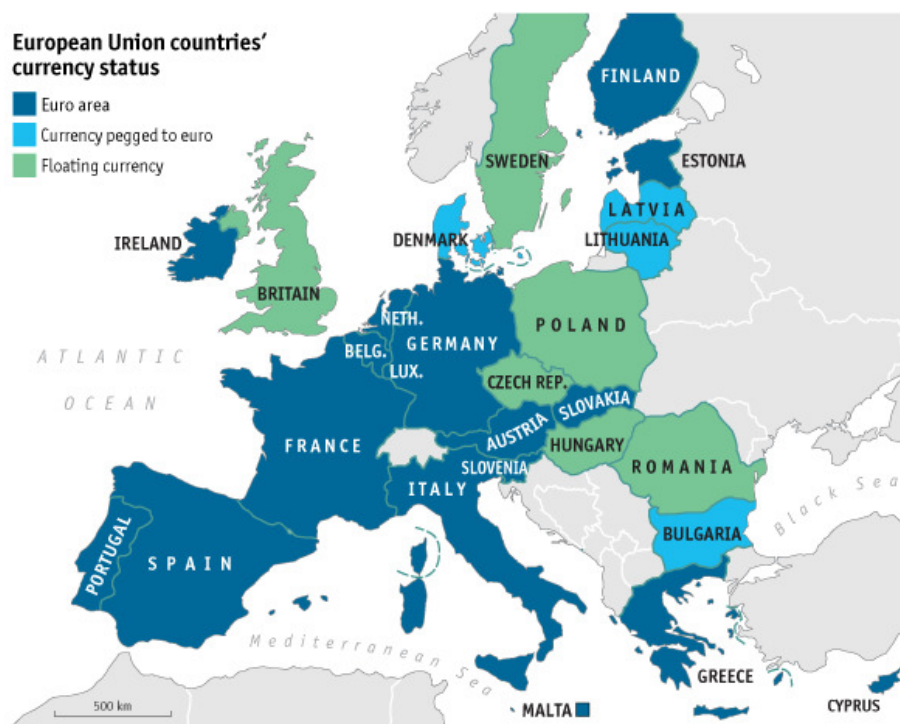 European Union countries'
currency status
Euro area
Currency pegged to euro
Floating currency
FINLAND
SWEDEN
ESTONIA
LATVIA
LITHUANIA
DENMARK
IRELAND
BRITAIN
NETH.
BELG.
LUX.
GERMANY
POLAND
ATLANTIC
OCEAN
CZECH REP.
SLOVAKIA
AUSTRIA
HUNGARY
FRANCE
SLOVENIA
ITALY
ROMANIA
Black Sea
BULGARIA
PORTUGAL
SPAIN
Mediterranean Sea
GREECE
MALTA
CYPRUS
500 km